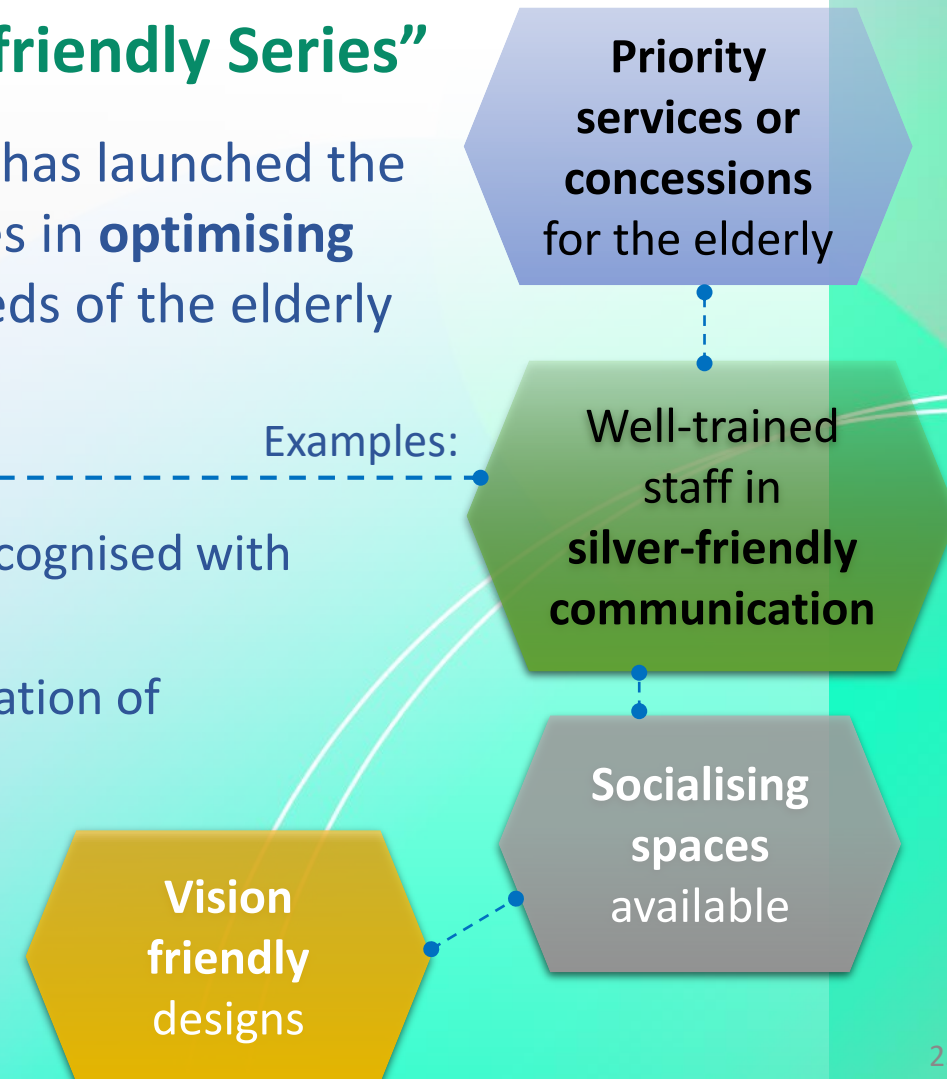 friendly Series”
has launched the
es in optimising
eds of the elderly
Examples:
cognised with
ation of
Priority
services or
concessions
for the elderly
Well-trained
staff in
silver-friendly
communication
Socialising
spaces
available
Vision
friendly
designs
2